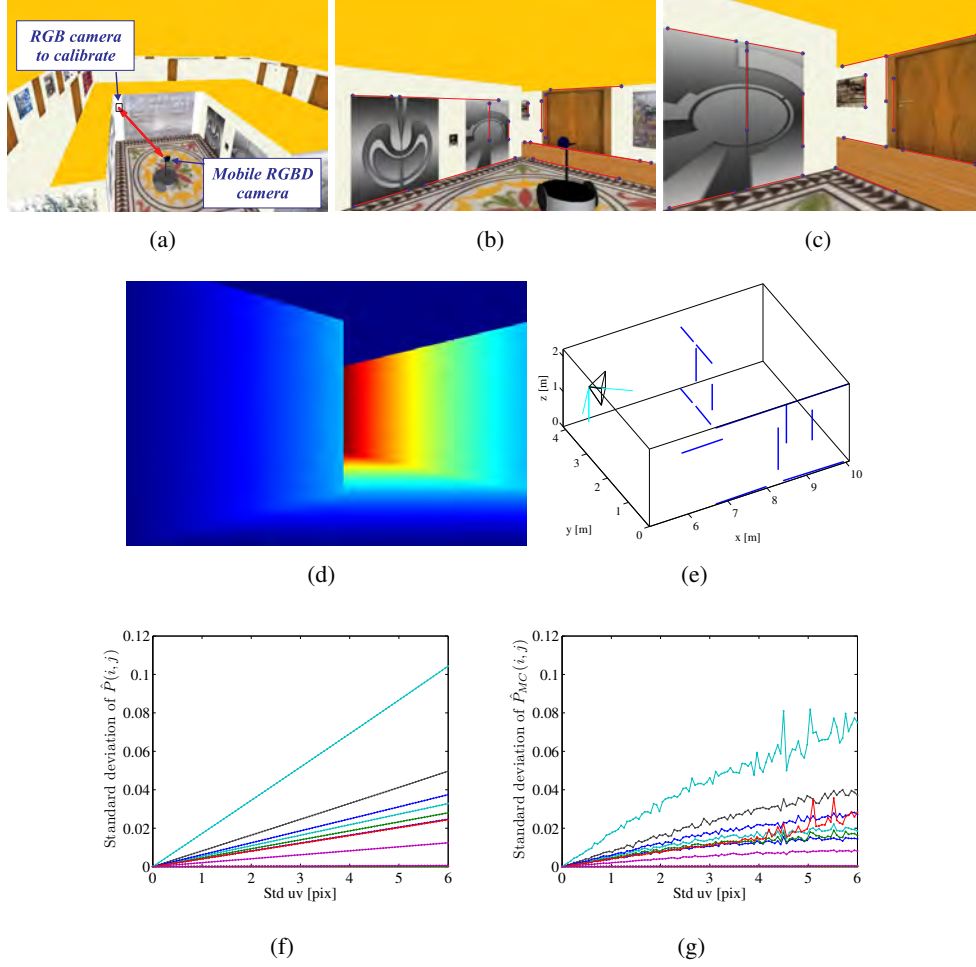 RGB camera
to calibrate
Mobile RGBD
camera
(a)
(b)
(c)
z [m]
2
1
0
4
3
2
1
0
y [m]
6
7
8
9
10
x [m]
(d)
(e)
Standard deviation of P̂(i, j)
0.12
0.1
0.08
0.06
0.04
0.02
0
0 1 2 3 4 5 6
Std uv [pix]
Standard deviation of P̂_MC(i, j)
0.12
0.1
0.08
0.06
0.04
0.02
0
0 1 2 3 4 5 6
Std uv [pix]
(f)
(g)